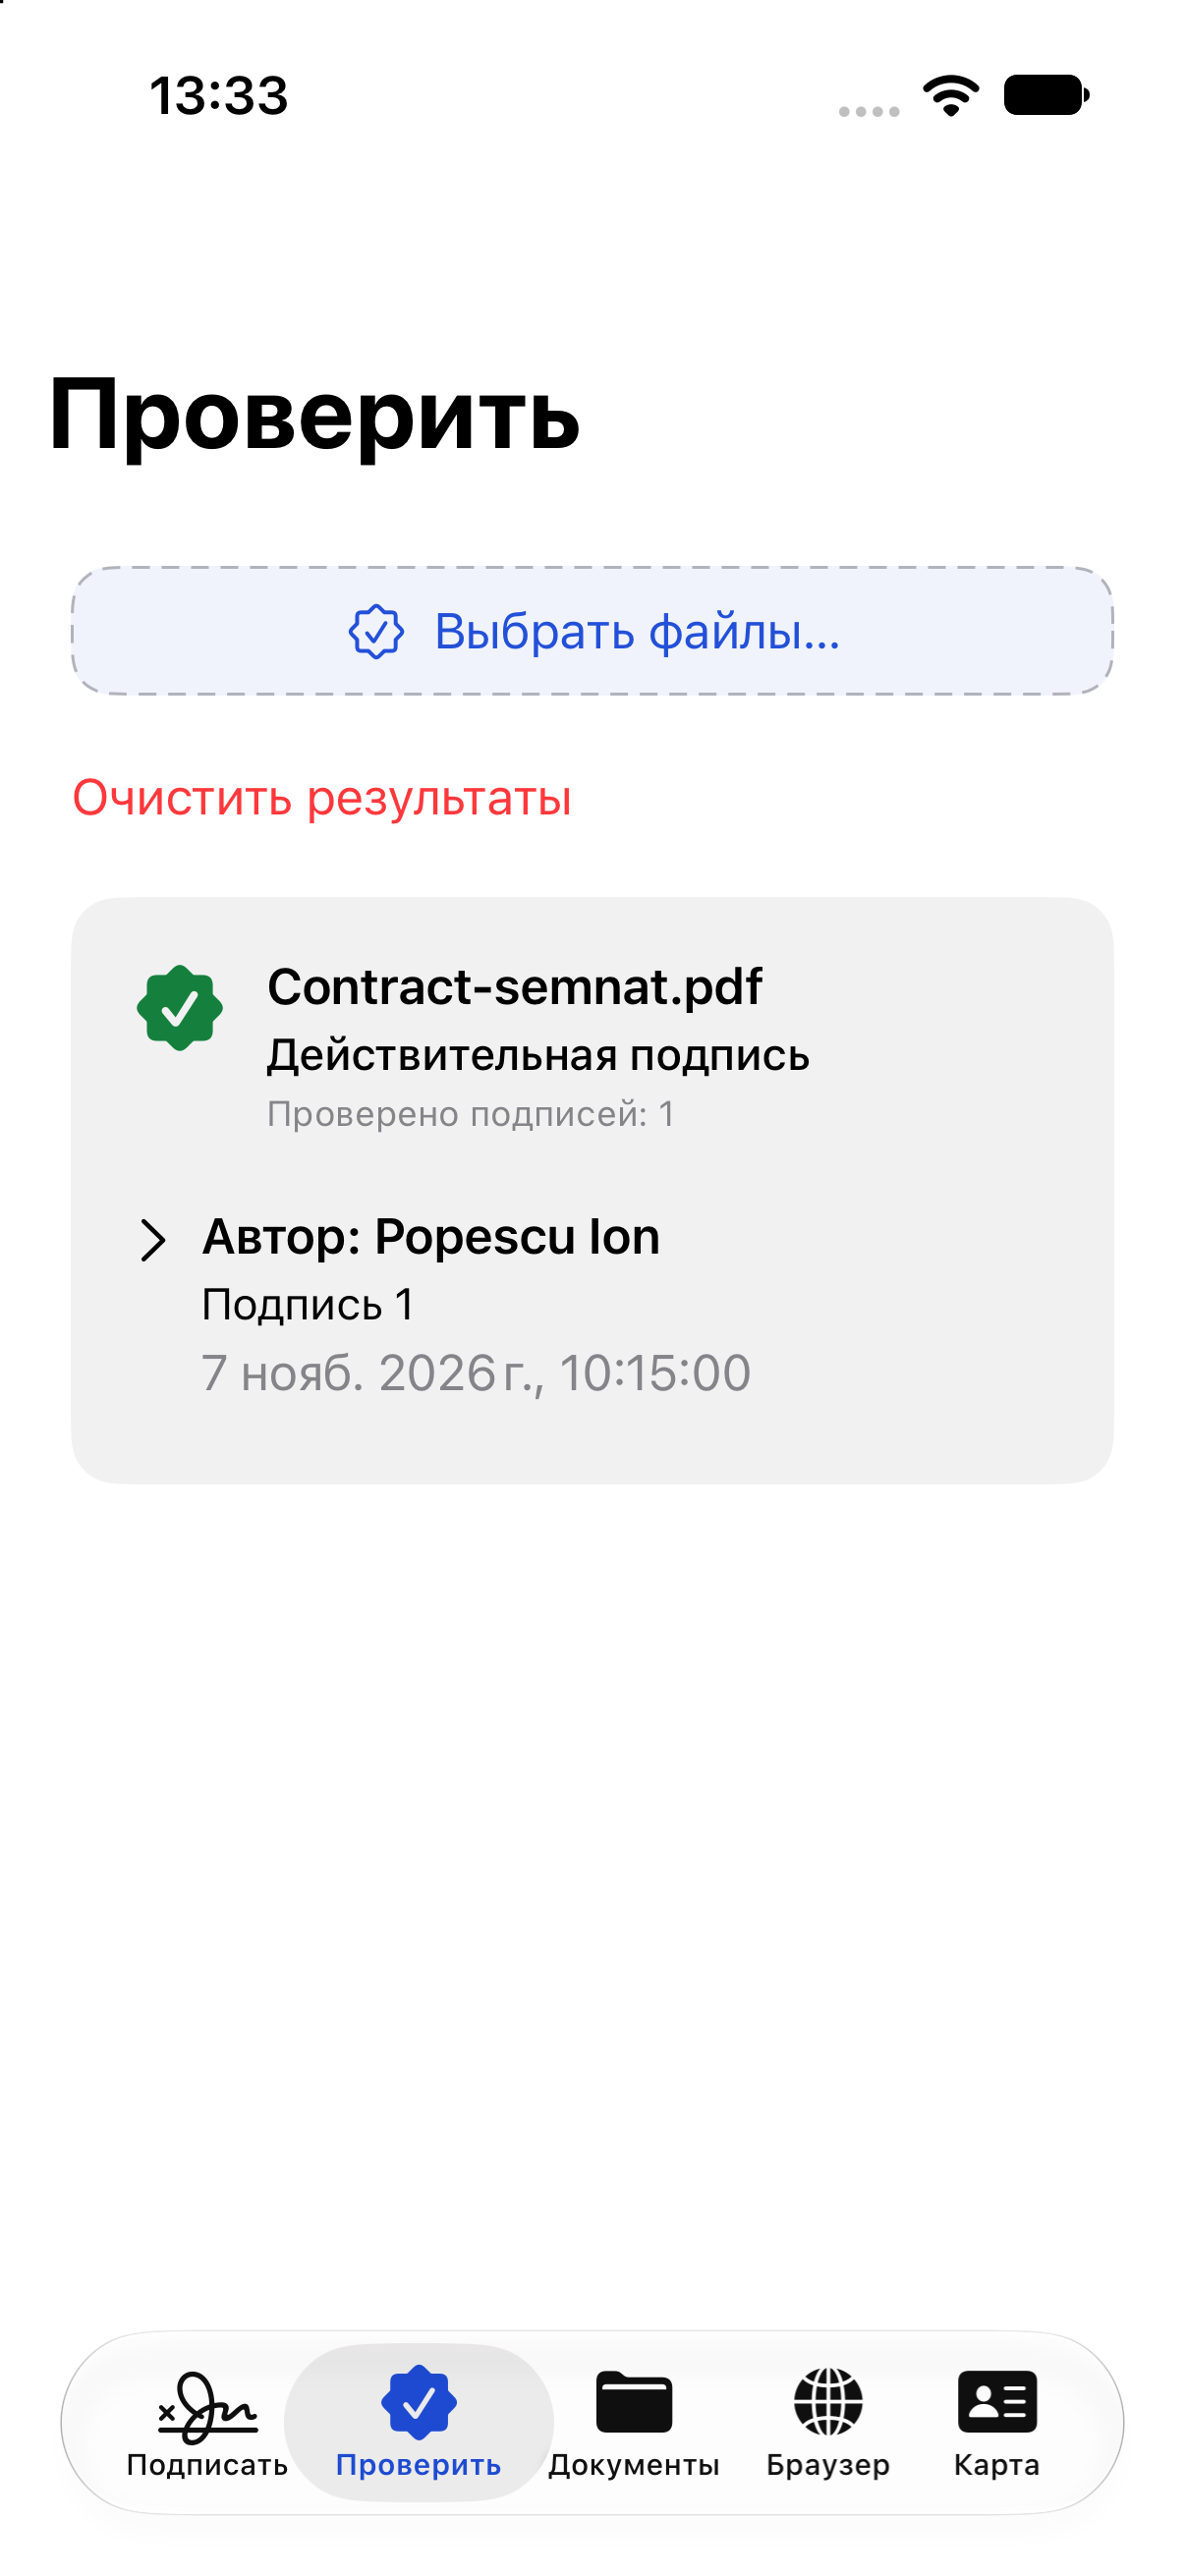 13:33
Проверить
Выбрать файлы...
Очистить результаты
Contract-semnat.pdf
Действительная подпись
Проверено подписей: 1
Автор: Popescu Ion
Подпись 1
7 нояб. 2026 г., 10:15:00
Подписать
Проверить
Документы
Браузер
Карта